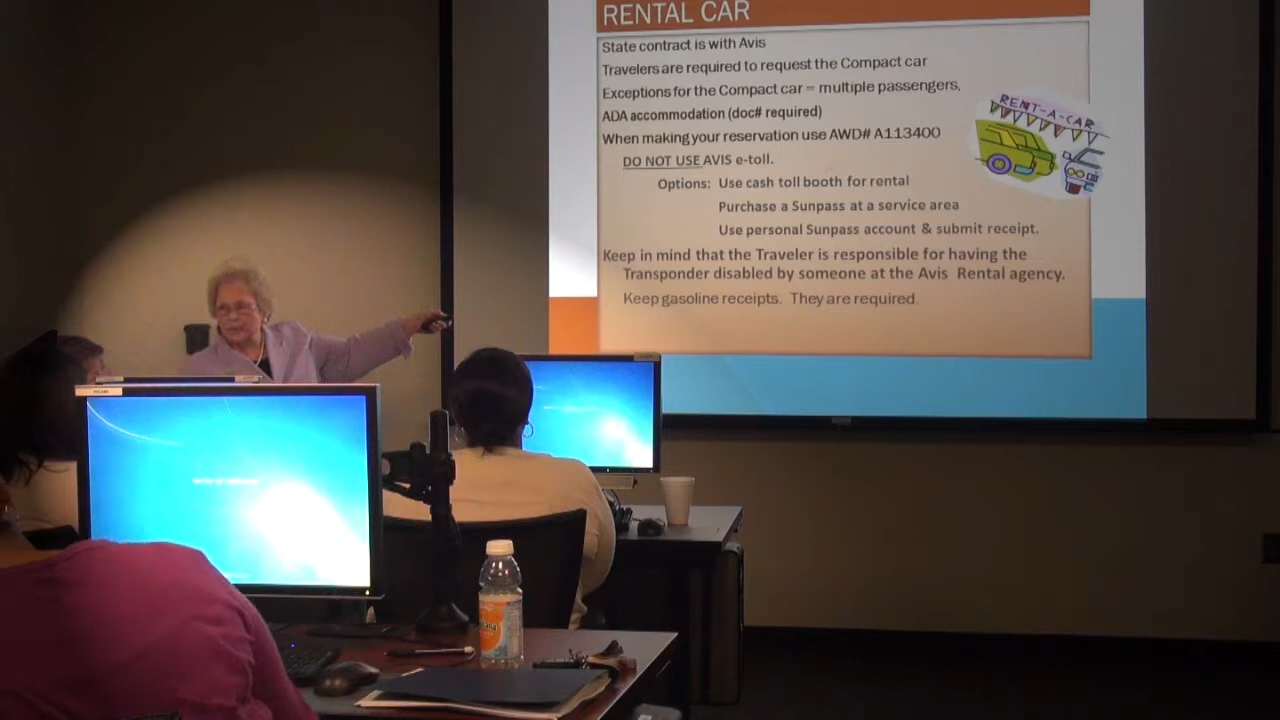 RENTAL CAR
State contract is with Avis
Travelers are required to request the Compact car
Exceptions for the Compact car = multiple passengers,
ADA accommodation (doc# required)
When making your reservation use AWD# A113400
DO NOT USE AVIS e-toll.
Options: Use cash toll booth for rental
Purchase a Sunpass at a service area
Use personal Sunpass account & submit receipt.
Keep in mind that the Traveler is responsible for having the
Transponder disabled by someone at the Avis Rental agency.
Keep gasoline receipts. They are required.
RENT-A-CAR